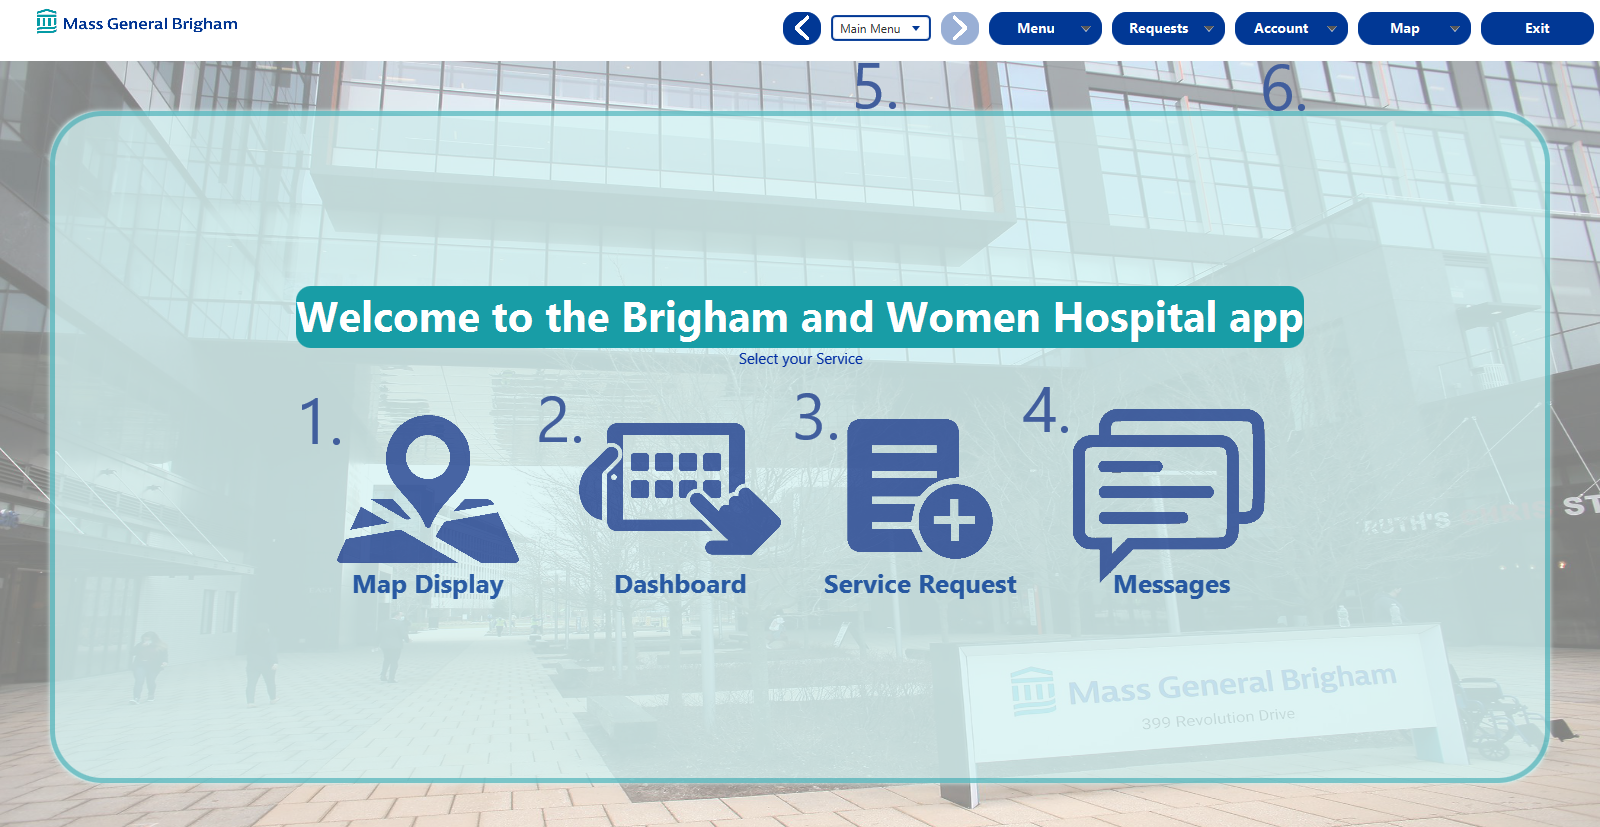 Mass General Brigham
Main Menu
Menu
Requests
Account
Map
Exit
5.
6.
Welcome to the Brigham and Women Hospital app
Select your Service
1.
2.
3.
4.
Map Display
Dashboard
Service Request
Messages
RUTH'S
ST
Mass General Brigham
399 Revolution Drive